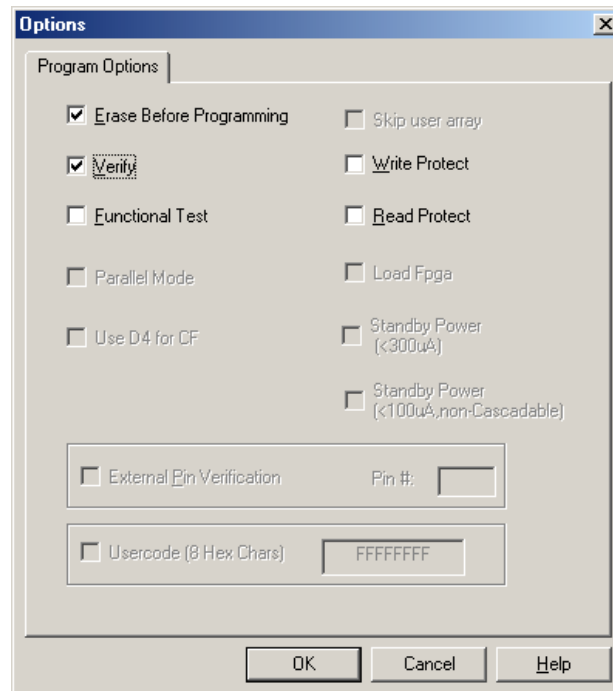 Options
Program Options
Erase Before Programming
Skip user array
Verify
Write Protect
Functional Test
Read Protect
Parallel Mode
Load Fpga
Use D4 for CF
Standby Power
(<300uA)
Standby Power
(<100uA,non-Cascadable)
External Pin Verification
Pin #:
Usercode (8 Hex Chars)
FFFFFFFF
OK
Cancel
Help